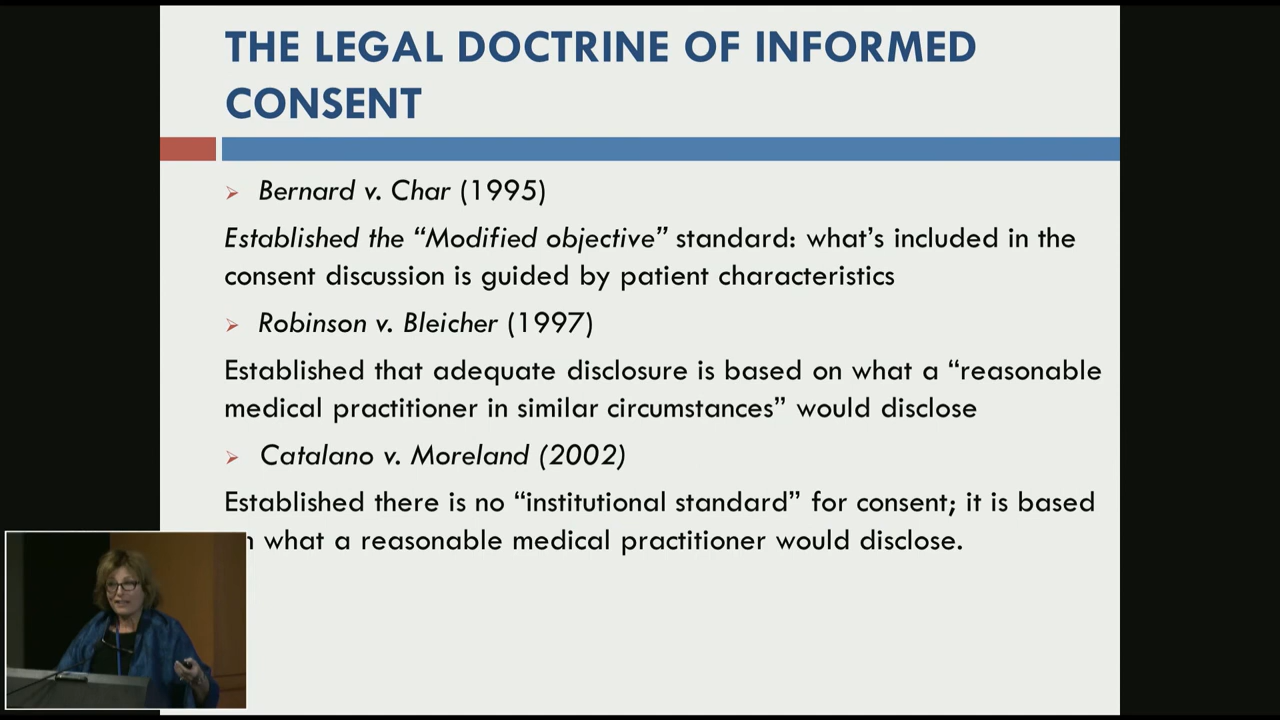 THE LEGAL DOCTRINE OF INFORMED
CONSENT
Bernard v. Char (1995)
Established the “Modified objective” standard: what’s included in the
consent discussion is guided by patient characteristics
Robinson v. Bleicher (1997)
Established that adequate disclosure is based on what a “reasonable
medical practitioner in similar circumstances” would disclose
Catalano v. Moreland (2002)
Established there is no “institutional standard” for consent; it is based
what a reasonable medical practitioner would disclose.